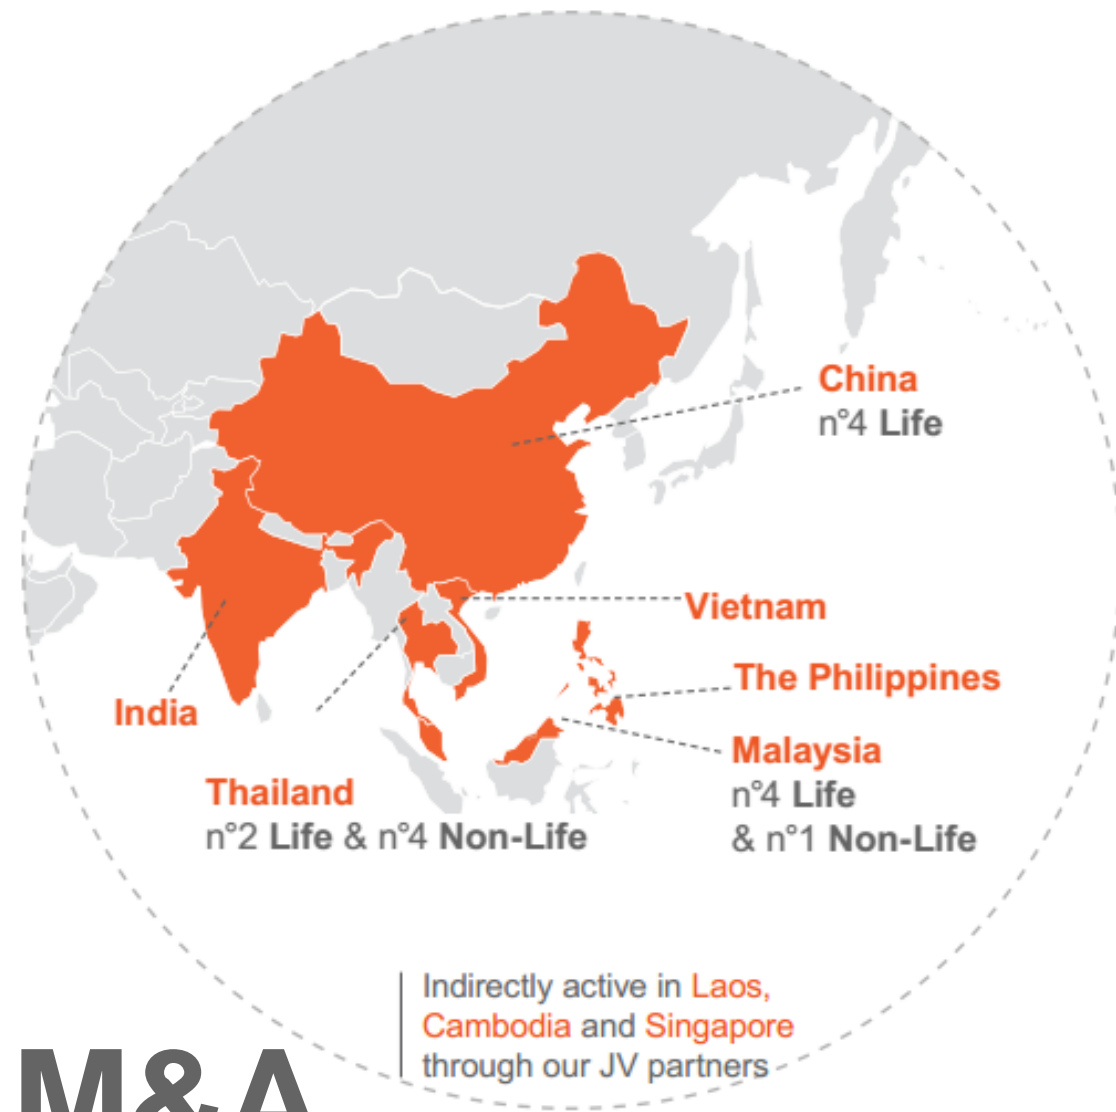 China
n°4 Life
Vietnam
The Philippines
India
Malaysia
n°4 Life
& n°1 Non-Life
Thailand
n°2 Life & n°4 Non-Life
Indirectly active in Laos,
Cambodia and Singapore
through our JV partners
M&A